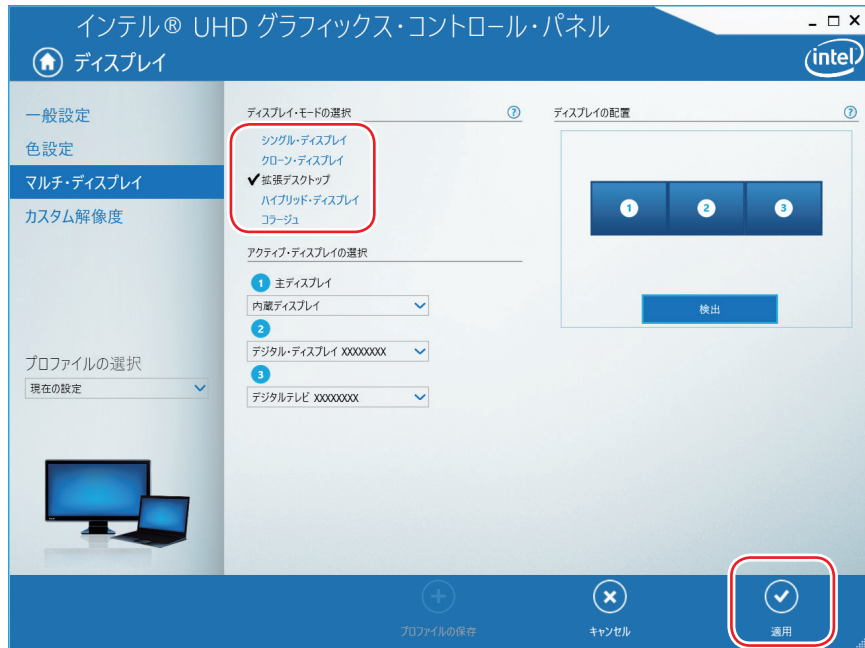 インテル® UHD グラフィックス・コントロール・パネル
ディスプレイ
intel
一般設定
色設定
マルチ・ディスプレイ
カスタム解像度
プロファイルの選択
現在の設定
ディスプレイ・モードの選択
?
シングル・ディスプレイ
クローン・ディスプレイ
✔拡張デスクトップ
ハイブリッド・ディスプレイ
コラージュ
アクティブ・ディスプレイの選択
1 主ディスプレイ
内蔵ディスプレイ
2
デジタル・ディスプレイ XXXXXXXX
3
デジタルテレビ XXXXXXXX
ディスプレイの配置
?
1 2 3
検出
プロファイルの保存
キャンセル
適用